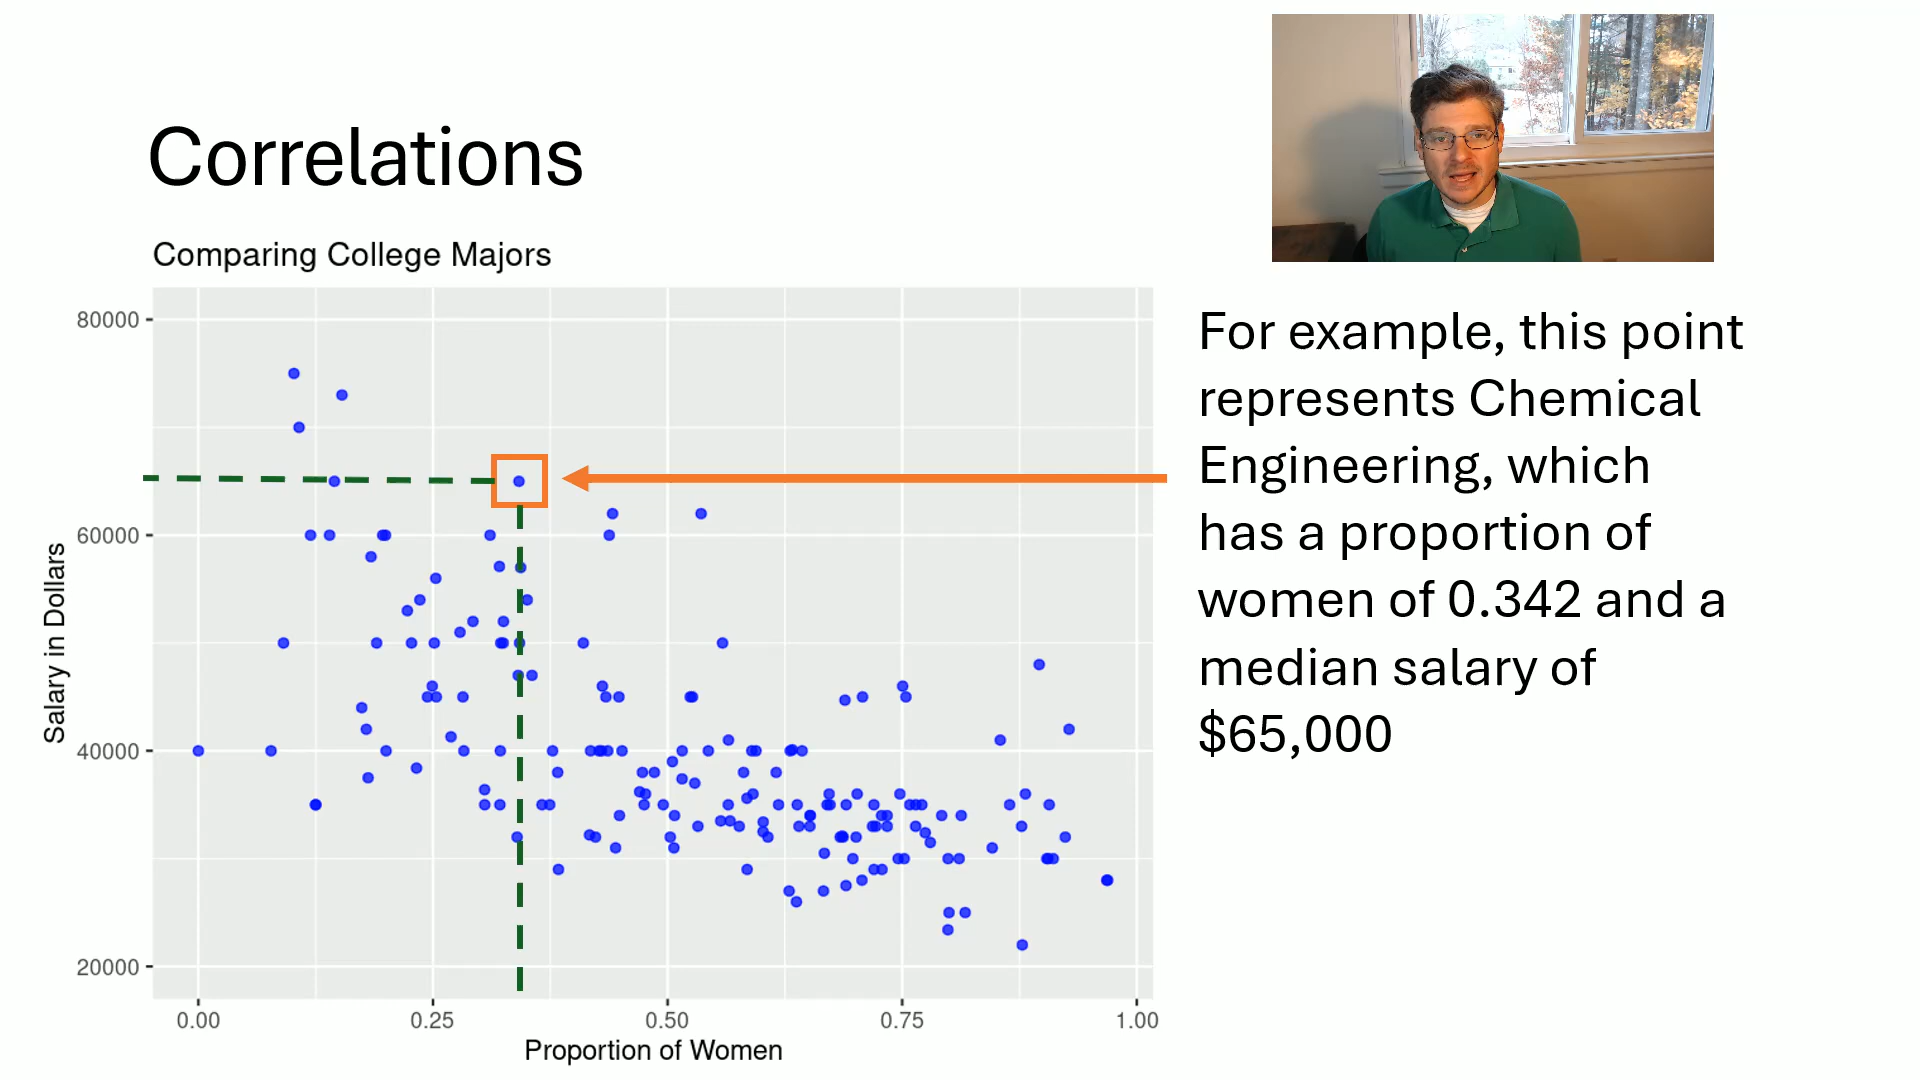 Correlations
Comparing College Majors
80000
60000
40000
20000
Salary in Dollars
0.00 0.25 0.50 0.75 1.00
Proportion of Women
For example, this point
represents Chemical
Engineering, which
has a proportion of
women of 0.342 and a
median salary of
$65,000